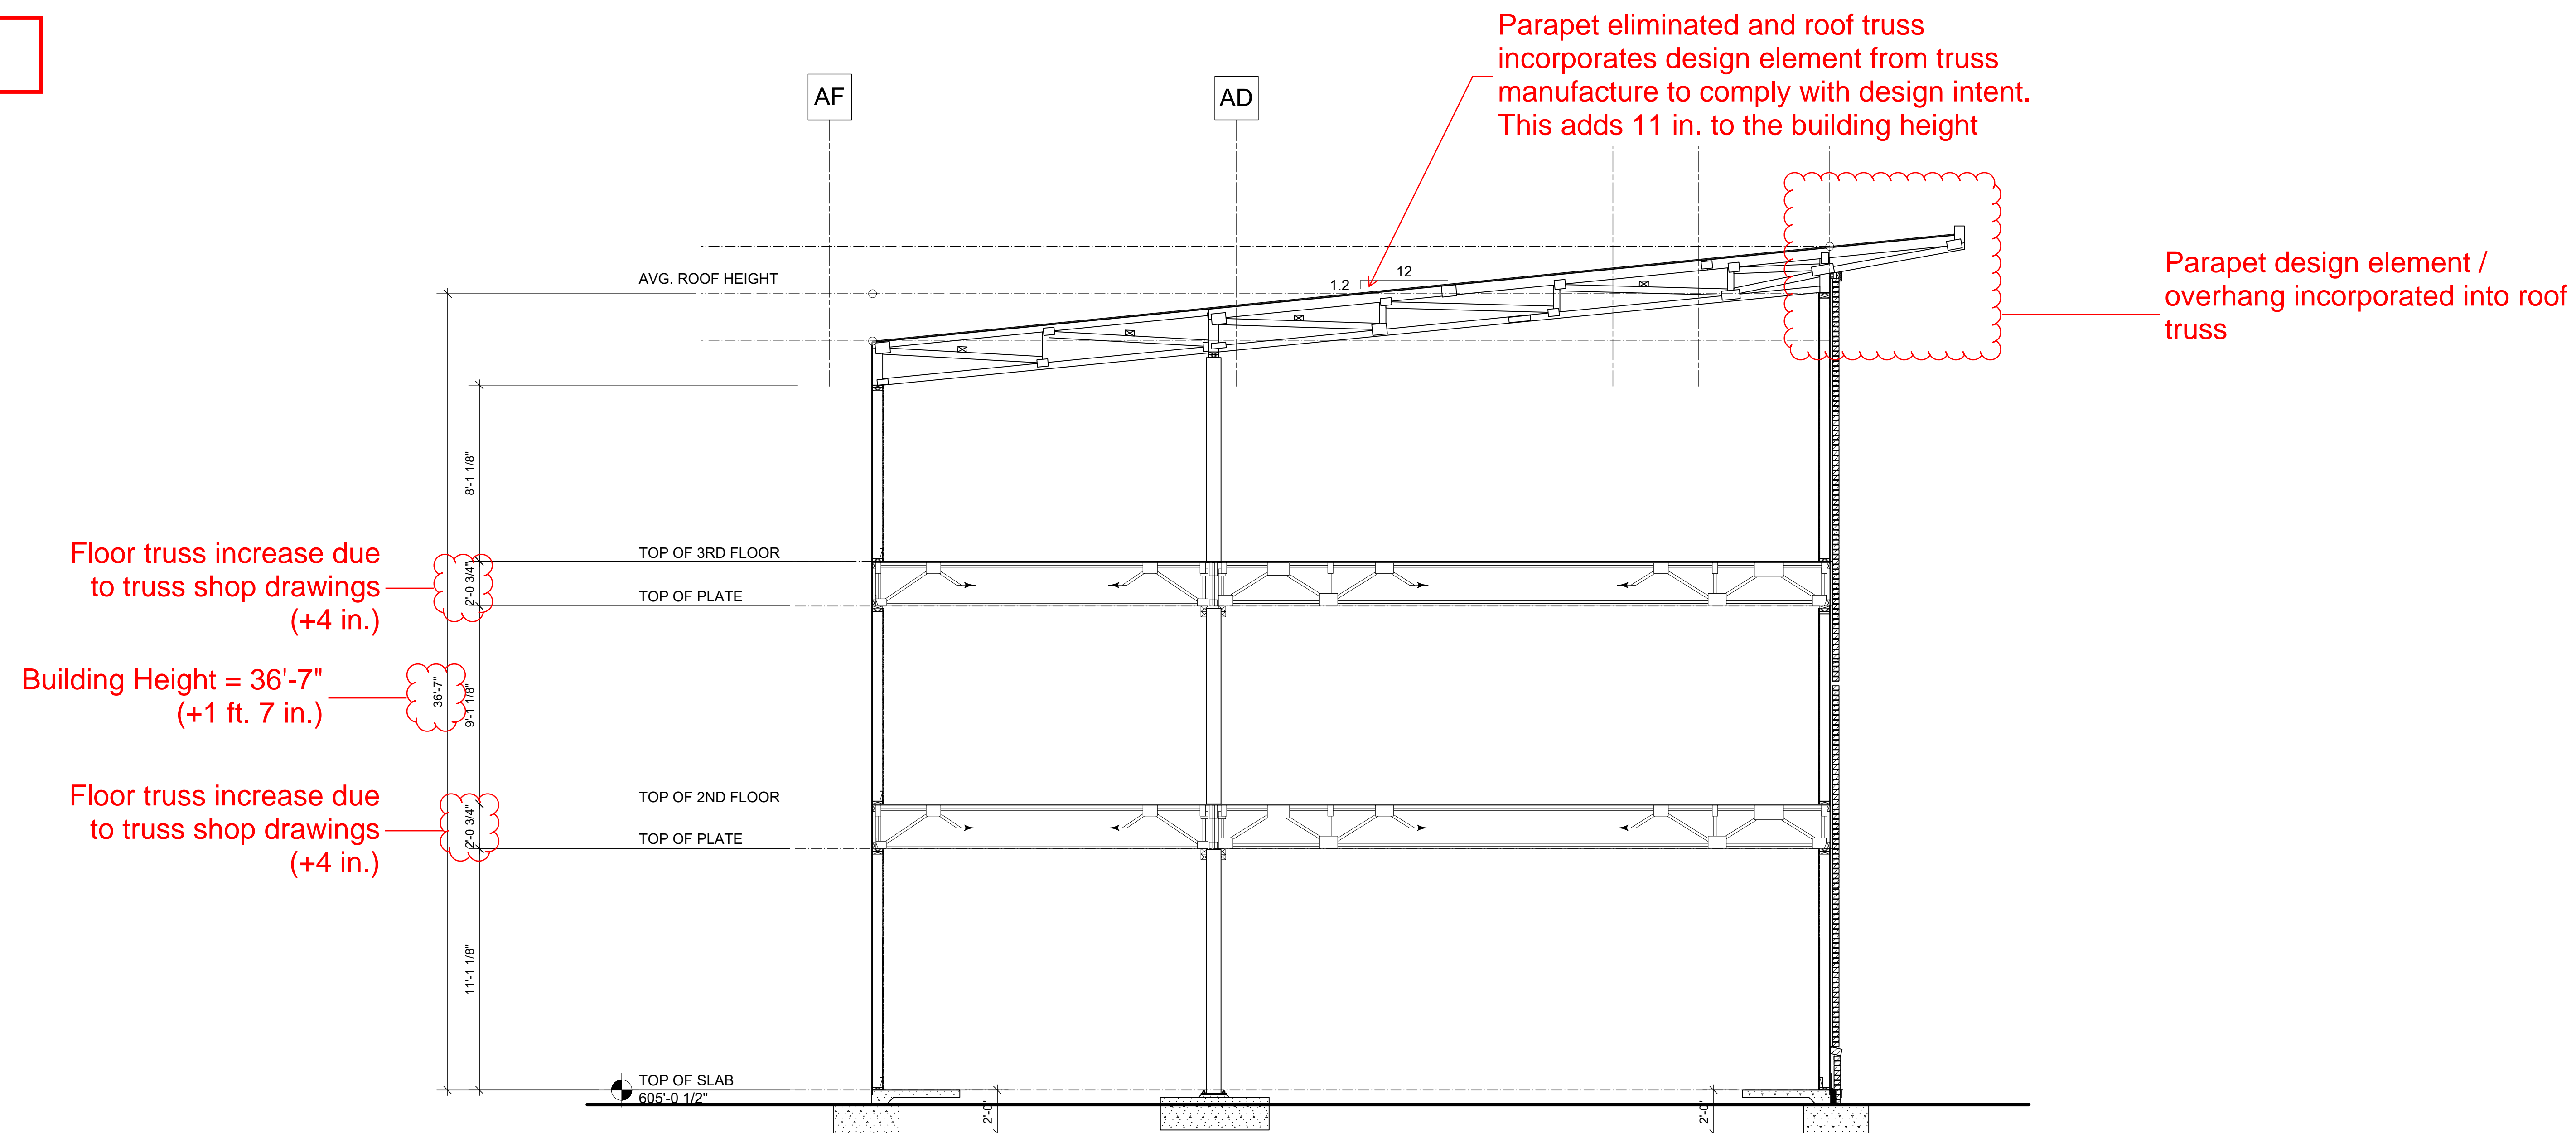 Parapet eliminated and roof truss
incorporates design element from truss
manufacture to comply with design intent.
This adds 11 in. to the building height
AF
AD
Parapet design element /
overhang incorporated into roof
truss
AVG. ROOF HEIGHT
12
1.2
8'-1 1/8"
Floor truss increase due
to truss shop drawings
(+4 in.)
2'-0 3/4"
TOP OF 3RD FLOOR
TOP OF PLATE
Building Height = 36'-7"
(+1 ft. 7 in.)
36'-7"
9'-1 1/8"
Floor truss increase due
to truss shop drawings
(+4 in.)
2'-0 3/4"
TOP OF 2ND FLOOR
TOP OF PLATE
11'-1 1/8"
TOP OF SLAB
605'-0 1/2"
2'-0"
2'-0"